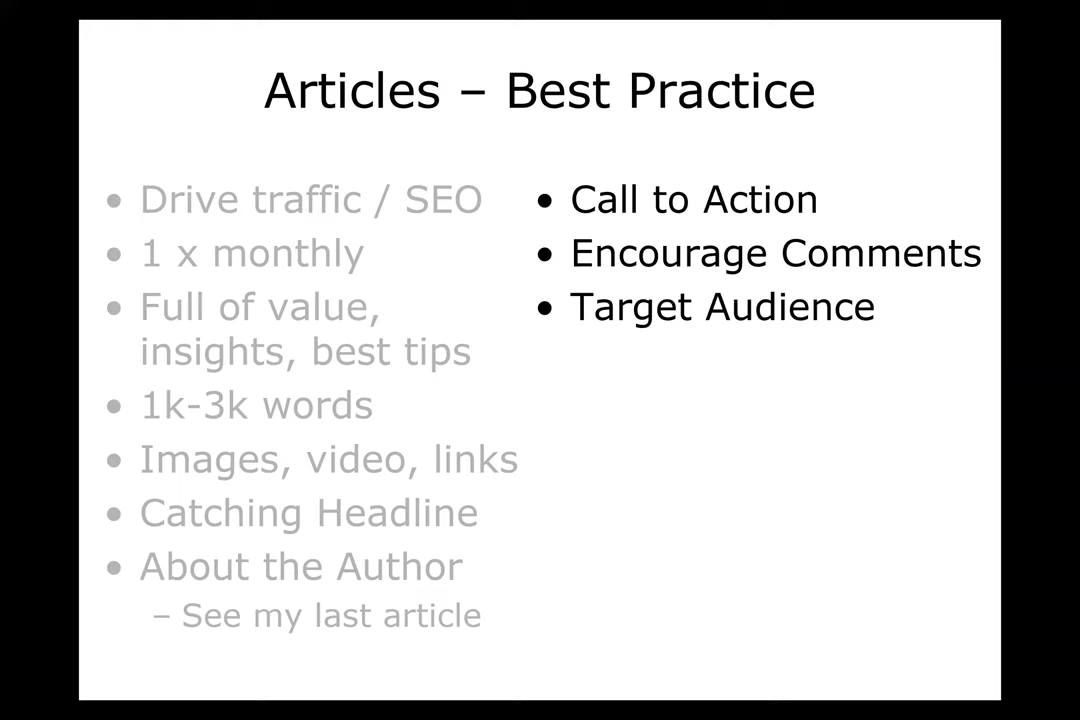 Articles – Best Practice
• Drive traffic / SEO
• 1 x monthly
• Full of value,
insights, best tips
• 1k-3k words
• Images, video, links
• Catching Headline
• About the Author
– See my last article
• Call to Action
• Encourage Comments
• Target Audience